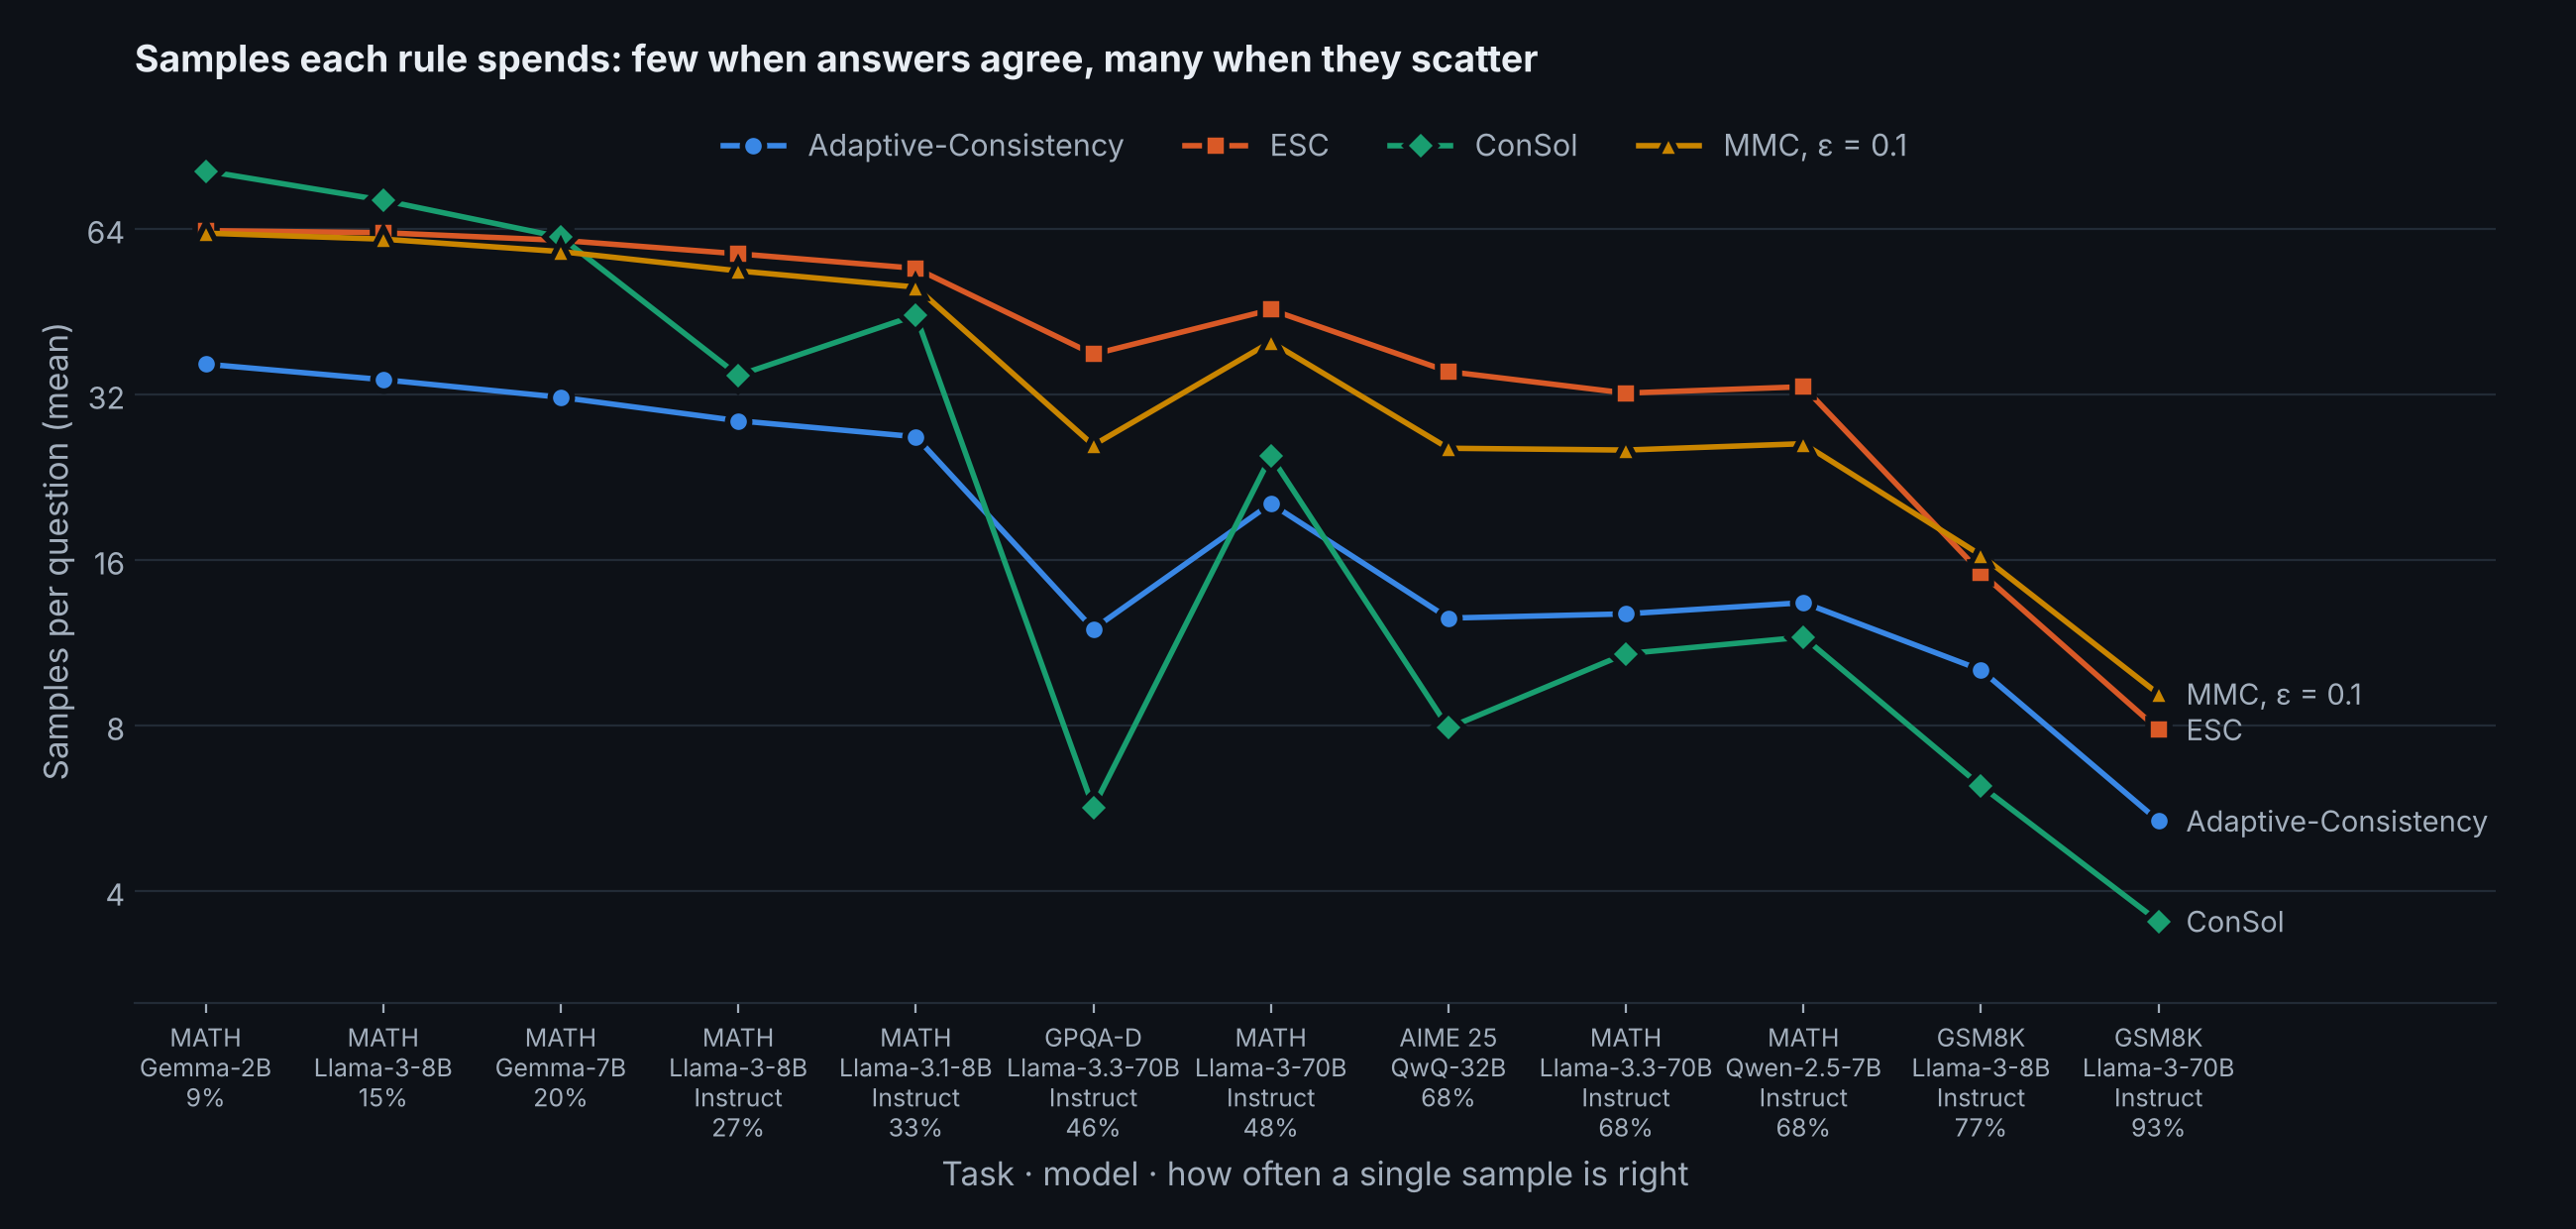 Samples each rule spends: few when answers agree, many when they scatter
Adaptive-Consistency
ESC
ConSol
MMC, ε = 0.1
Samples per question (mean)
64
32
16
8
4
MMC, ε = 0.1
ESC
Adaptive-Consistency
ConSol
MATH
Gemma-2B
9%
MATH
Llama-3-8B
15%
MATH
Gemma-7B
20%
MATH
Llama-3-8B
Instruct
27%
MATH
Llama-3.1-8B
Instruct
33%
GPQA-D
Llama-3.3-70B
Instruct
46%
MATH
Llama-3-70B
Instruct
48%
AIME 25
QwQ-32B
68%
MATH
Llama-3.3-70B
Instruct
68%
MATH
Qwen-2.5-7B
Instruct
68%
GSM8K
Llama-3-8B
Instruct
77%
GSM8K
Llama-3-70B
Instruct
93%
Task · model · how often a single sample is right